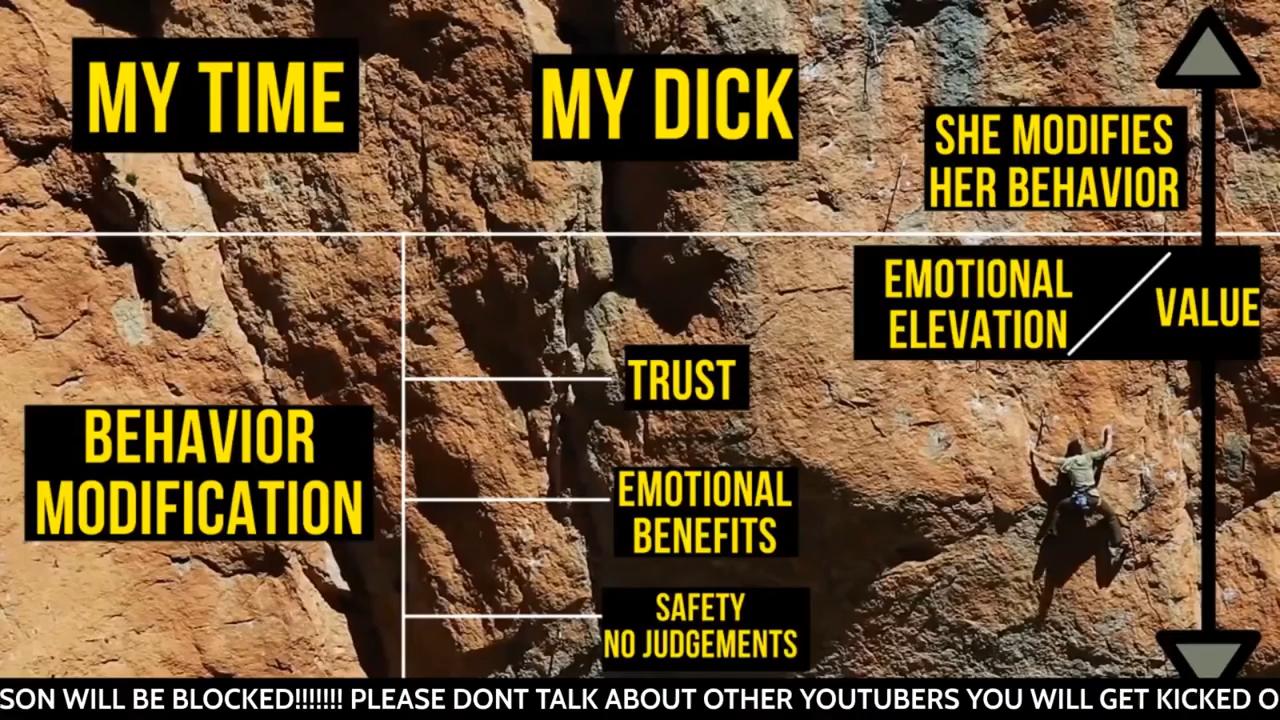 MY TIME
MY DICK
SHE MODIFIES
HER BEHAVIOR
EMOTIONAL
ELEVATION
VALUE
TRUST
BEHAVIOR
MODIFICATION
EMOTIONAL
BENEFITS
SAFETY
NO JUDGEMENTS
SON WILL BE BLOCKED!!!!!!! PLEASE DONT TALK ABOUT OTHER YOUTUBERS YOU WILL GET KICKED O